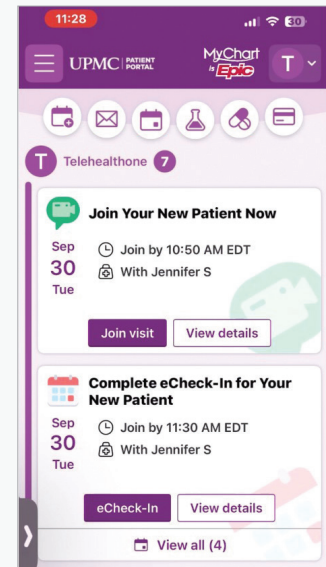 11:28
30
UPMC PATIENT PORTAL
MyChart
by Epic
T
T Telehealthone 7
Join Your New Patient Now
Sep 30 Tue
Join by 10:50 AM EDT
With Jennifer S
Join visit View details
Complete eCheck-In for Your
New Patient
Sep 30 Tue
Join by 11:30 AM EDT
With Jennifer S
eCheck-In View details
View all (4)